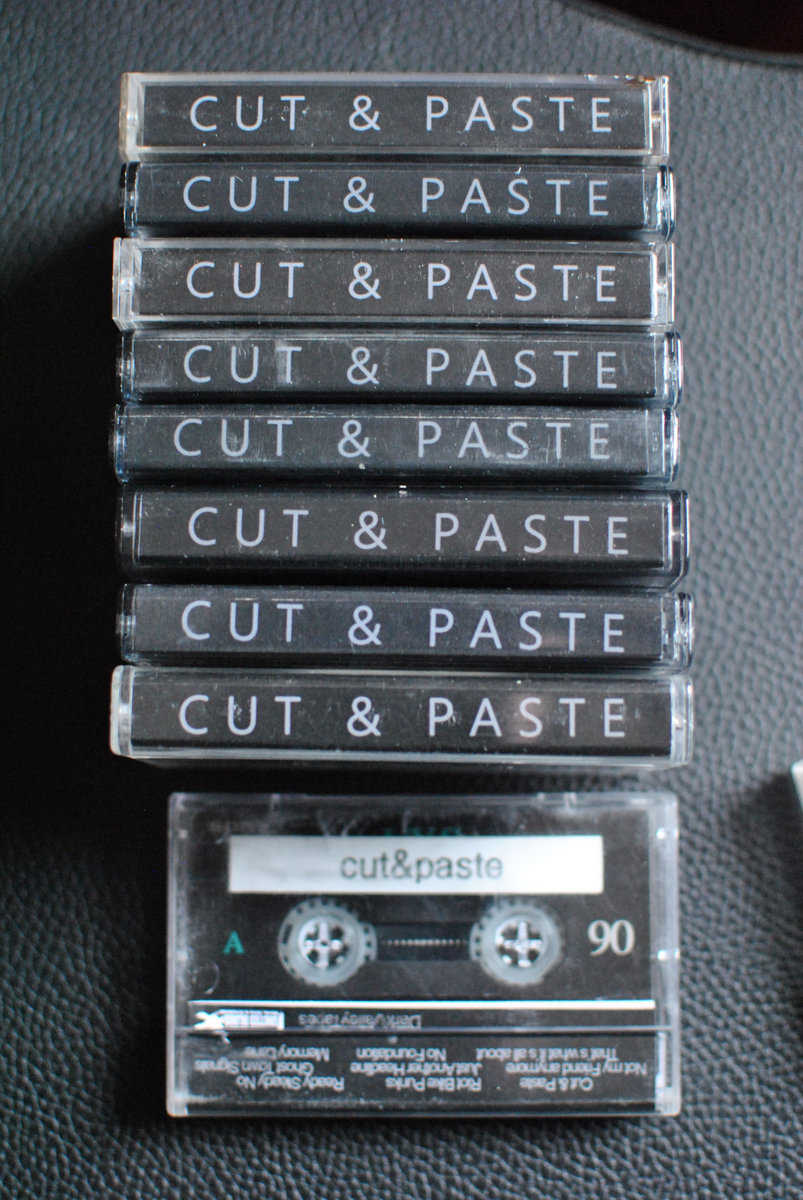 CUT & PASTE
CUT & PASTE
CUT & PASTE
CUT & PASTE
CUT & PASTE
CUT & PASTE
CUT & PASTE
CUT & PASTE
cut&paste
A 90
Cut & Paste Riot Bike Punks Ready Steady No
Not my Friend anymore Just Another Headline Ghost Town Signals
That's what it's all about No Foundation Memory Lane